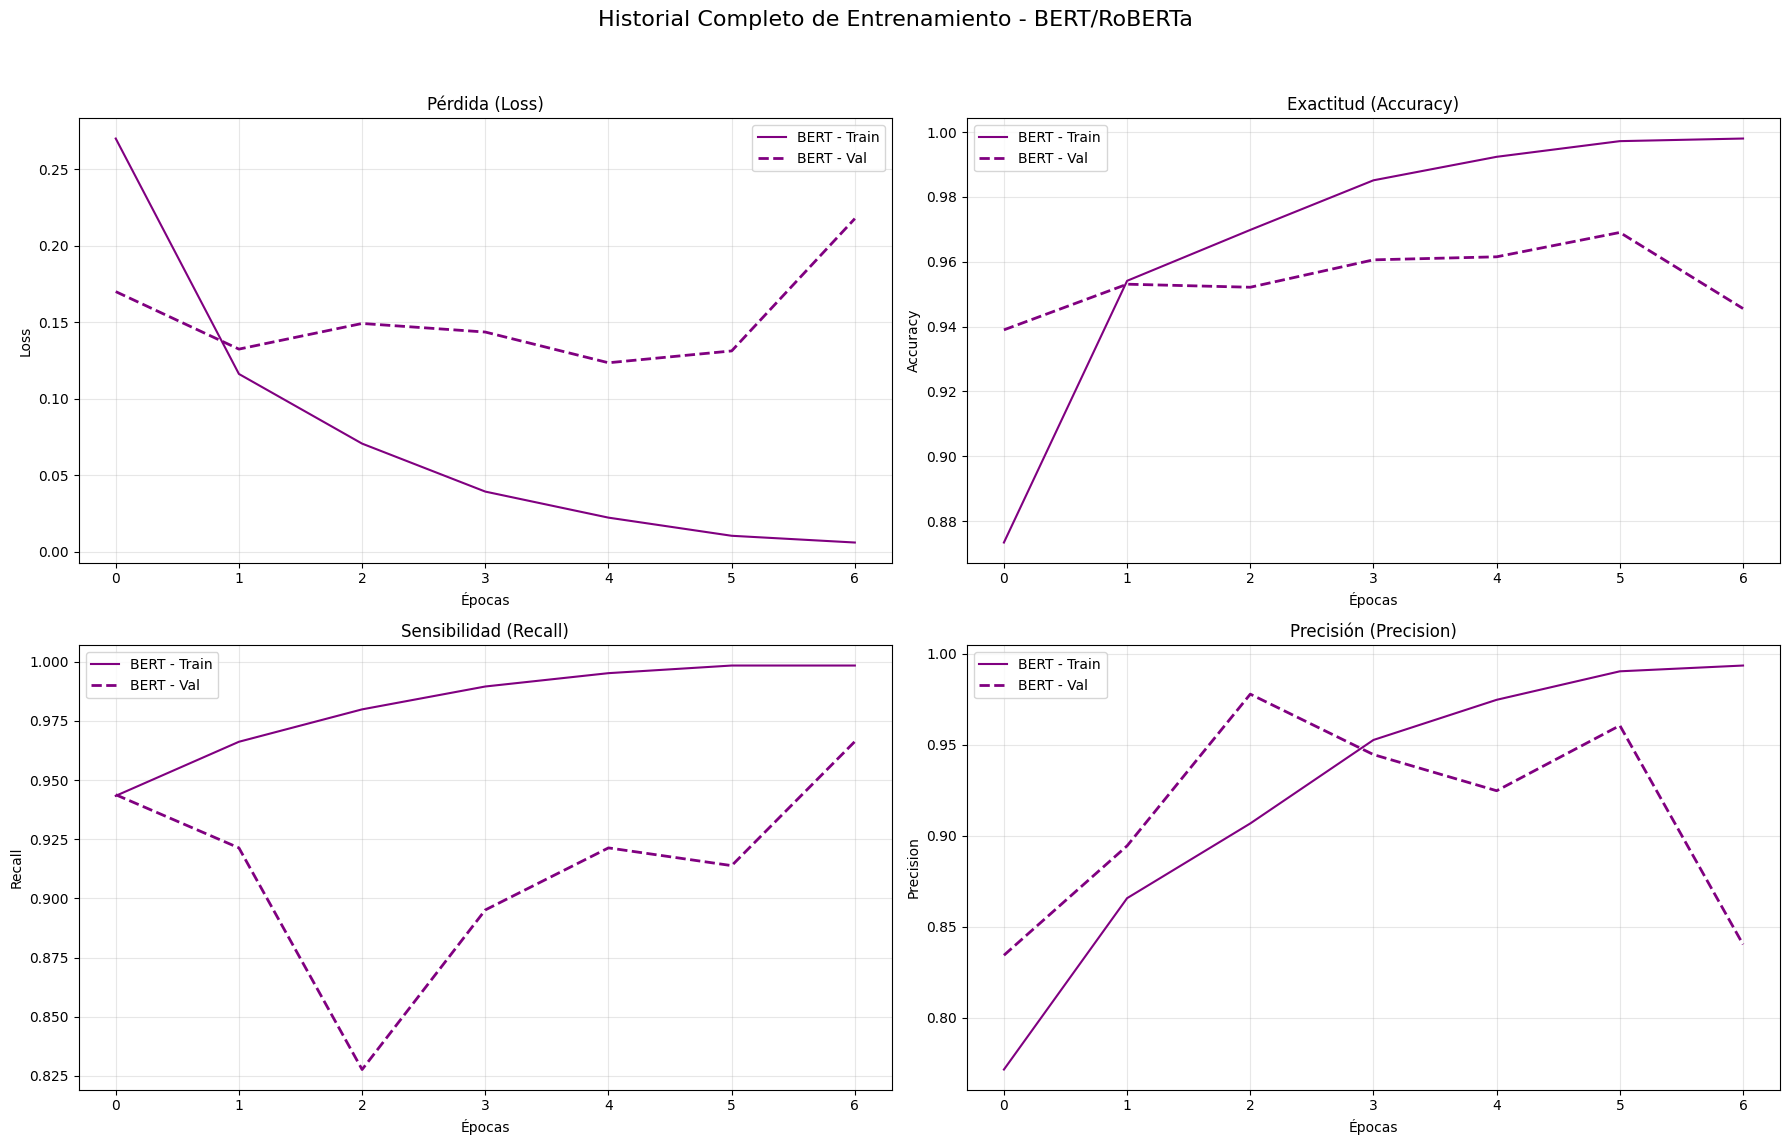 Historial Completo de Entrenamiento - BERT/RoBERTa
Pérdida (Loss)
BERT - Train
BERT - Val
Loss
0.25
0.20
0.15
0.10
0.05
0.00
0 1 2 3 4 5 6
Épocas
Exactitud (Accuracy)
BERT - Train
BERT - Val
Accuracy
1.00
0.98
0.96
0.94
0.92
0.90
0.88
0 1 2 3 4 5 6
Épocas
Sensibilidad (Recall)
BERT - Train
BERT - Val
Recall
1.000
0.975
0.950
0.925
0.900
0.875
0.850
0.825
0 1 2 3 4 5 6
Épocas
Precisión (Precision)
BERT - Train
BERT - Val
Precision
1.00
0.95
0.90
0.85
0.80
0 1 2 3 4 5 6
Épocas